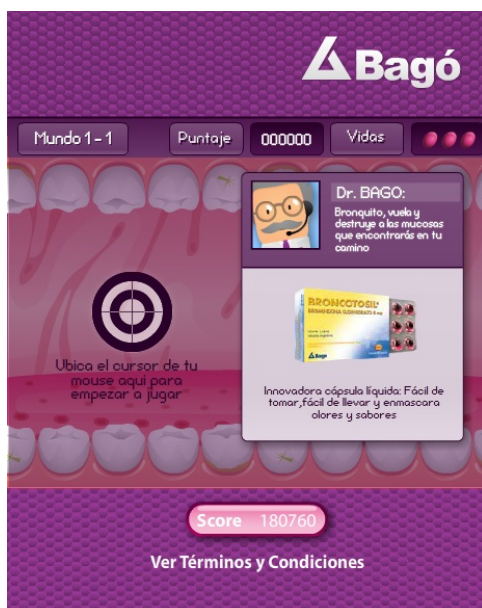 Bagó
Mundo 1-1
Puntaje
000000
Vidas
Dr. BAGO:
Bronquito, vuela y
destruye a las mucosas
que encontrarás en tu
camino
BRONCOTOSIL
Bagó
Ubica el cursor de tu
mouse aqui para
empezar a jugar
Innovadora cápsula líquida: Fácil de
tomar,fácil de llevar y enmascara
olores y sabores
Score 180760
Ver Términos y Condiciones